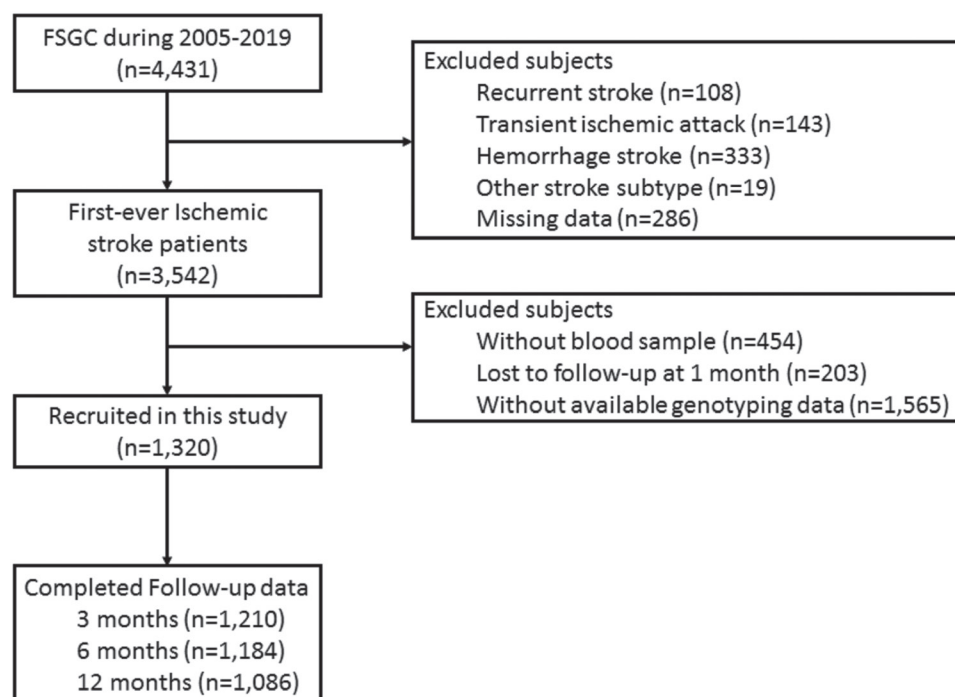 FSGC during 2005-2019
(n=4,431)
Excluded subjects
Recurrent stroke (n=108)
Transient ischemic attack (n=143)
Hemorrhage stroke (n=333)
Other stroke subtype (n=19)
Missing data (n=286)
First-ever Ischemic
stroke patients
(n=3,542)
Excluded subjects
Without blood sample (n=454)
Lost to follow-up at 1 month (n=203)
Without available genotyping data (n=1,565)
Recruited in this study
(n=1,320)
Completed Follow-up data
3 months (n=1,210)
6 months (n=1,184)
12 months (n=1,086)